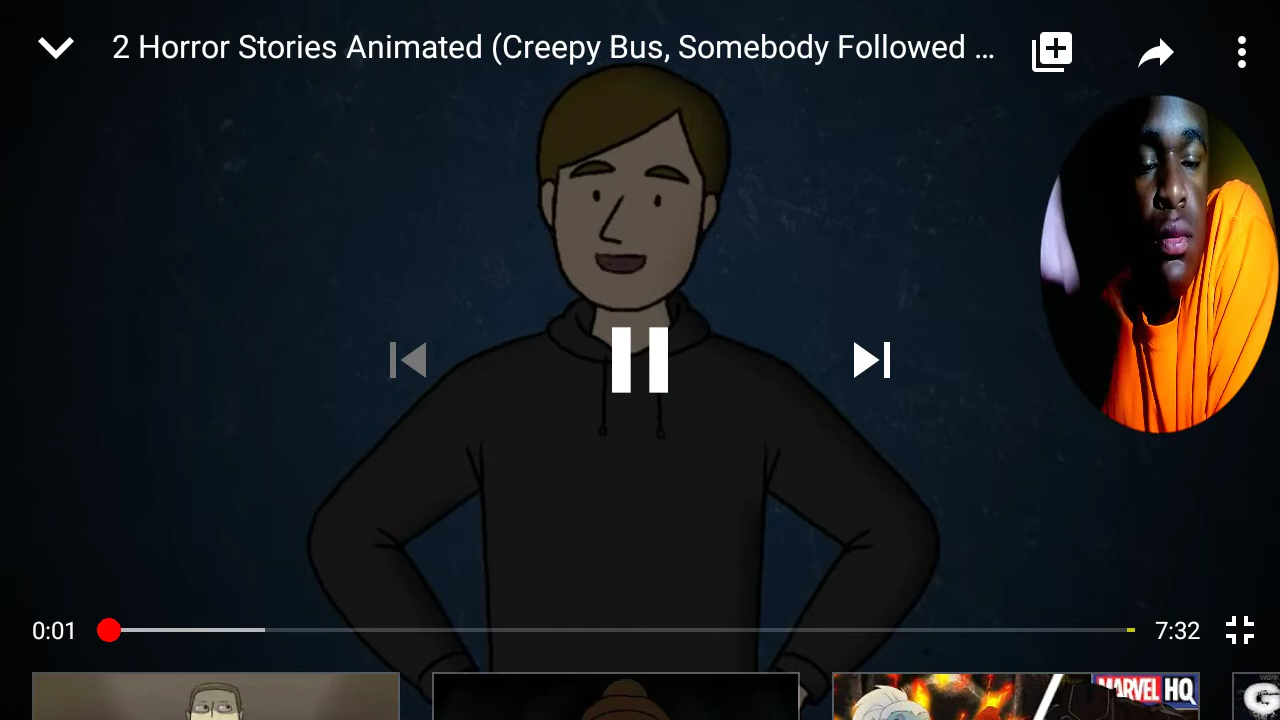 2 Horror Stories Animated (Creepy Bus, Somebody Followed ...
0:01
7:32
MARVEL HQ
G